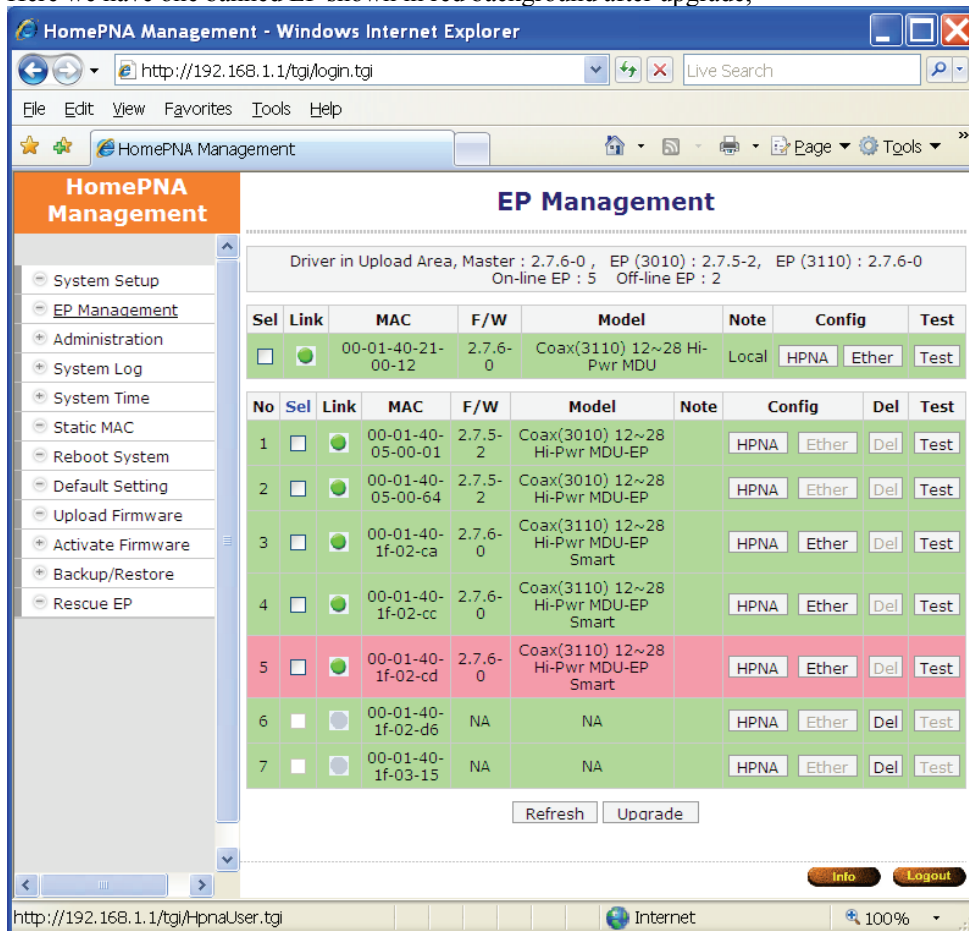 Here we have one banned EP shown in red background after upgrade,
HomePNA Management - Windows Internet Explorer
http://192.168.1.1/tgi/login.tgi
Live Search
File Edit View Favorites Tools Help
HomePNA Management
Page Tools »
HomePNA
Management
System Setup
EP Management
Administration
System Log
System Time
Static MAC
Reboot System
Default Setting
Upload Firmware
Activate Firmware
Backup/Restore
Rescue EP
EP Management
Driver in Upload Area, Master : 2.7.6-0 , EP (3010) : 2.7.5-2, EP (3110) : 2.7.6-0
On-line EP : 5 Off-line EP : 2
Sel Link MAC F/W Model Note Config Test
00-01-40-21-
00-12
2.7.6-
0
Coax(3110) 12~28 Hi-
Pwr MDU
Local HPNA Ether Test
No Sel Link MAC F/W Model Note Config Del Test
1
00-01-40-
05-00-01
2.7.5-
2
Coax(3010) 12~28
Hi-Pwr MDU-EP
HPNA Ether Del Test
2
00-01-40-
05-00-64
2.7.5-
2
Coax(3010) 12~28
Hi-Pwr MDU-EP
HPNA Ether Del Test
3
00-01-40-
1f-02-ca
2.7.6-
0
Coax(3110) 12~28
Hi-Pwr MDU-EP
Smart
HPNA Ether Del Test
4
00-01-40-
1f-02-cc
2.7.6-
0
Coax(3110) 12~28
Hi-Pwr MDU-EP
Smart
HPNA Ether Del Test
5
00-01-40-
1f-02-cd
2.7.6-
0
Coax(3110) 12~28
Hi-Pwr MDU-EP
Smart
HPNA Ether Del Test
6
00-01-40-
1f-02-d6
NA NA HPNA Ether Del Test
7
00-01-40-
1f-03-15
NA NA HPNA Ether Del Test
Refresh Upgrade
Info Logout
http://192.168.1.1/tgi/HpnaUser.tgi Internet 100%